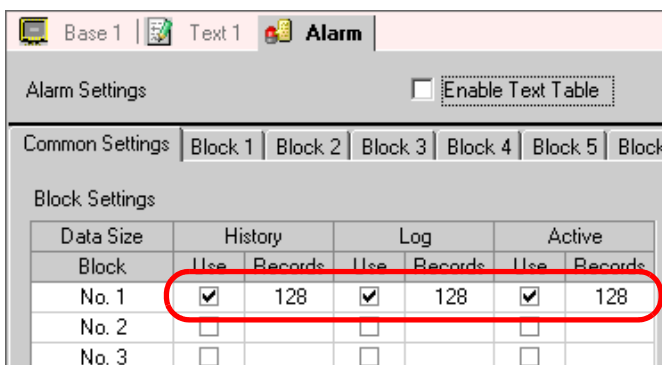 Base 1 Text 1 Alarm
Alarm Settings Enable Text Table
Common Settings Block 1 Block 2 Block 3 Block 4 Block 5 Block
Block Settings
Data Size History Log Active
Block Use Records Use Records Use Records
No. 1 128 128 128
No. 2
No. 3